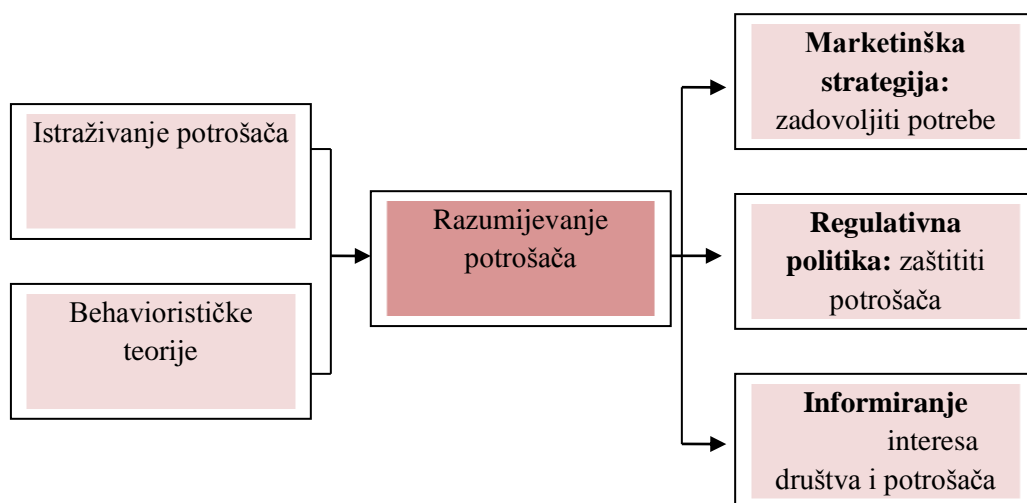 Istraživanje potrošača
Behaviorističke
teorije
Razumijevanje
potrošača
Marketinška
strategija:
zadovoljiti potrebe
Regulativna
politika: zaštititi
potrošača
Informiranje
interesa
društva i potrošača